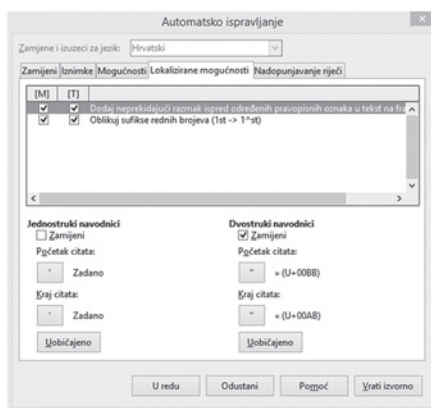 Automatsko ispravljanje
Zamjene i izuzeci za jezik: Hrvatski
Zamijeni Iznimke Mogućnosti Lokalizirane mogućnosti Nadopunjavanje riječi
[M] [T]
Dodaj neprekidajući razmak ispred određenih pravopisnih oznaka u tekst na fra
Oblikuj sufikse rednih brojeva (1st -> 1^st)
Jednostruki navodnici Dvostruki navodnici
Zamijeni Zamijeni
Početak citata: Početak citata:
' Zadano " » (U+00BB)
Kraj citata: Kraj citata:
' Zadano " « (U+00AB)
Uobičajeno Uobičajeno
U redu Odustani Pomoć Vrati izvorno